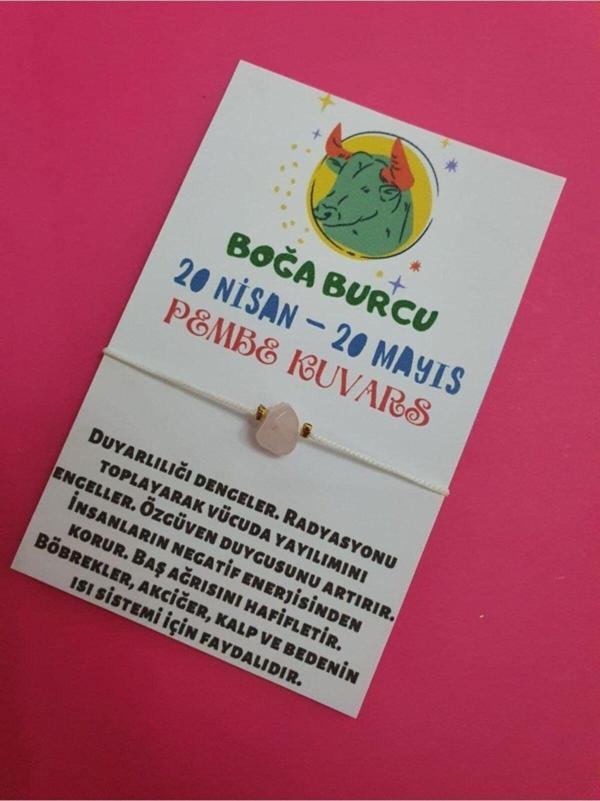 BOĞA BURCU
20 NİSAN – 20 MAYIS
PEMBE KUVARS
DUYARLILIĞI DENGELER. RADYASYONU
TOPLAYARAK VÜCUDA YAYILIMINI
ENGELLER. ÖZGÜVEN DUYGUSUNU ARTIRIR.
İNSANLARIN NEGATİF ENERJİSİNDEN
KORUR. BAŞ AĞRISINI HAFİFLETİR.
BÖBREKLER, AKCİĞER, KALP VE BEDENİN
ISI SİSTEMİ İÇİN FAYDALIDIR.